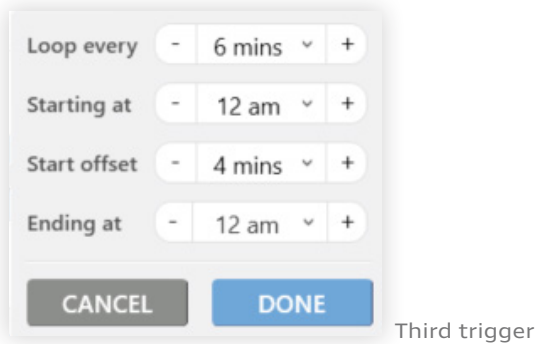 Loop every - 6 mins +
Starting at - 12 am +
Start offset - 4 mins +
Ending at - 12 am +
CANCEL DONE
Third trigger